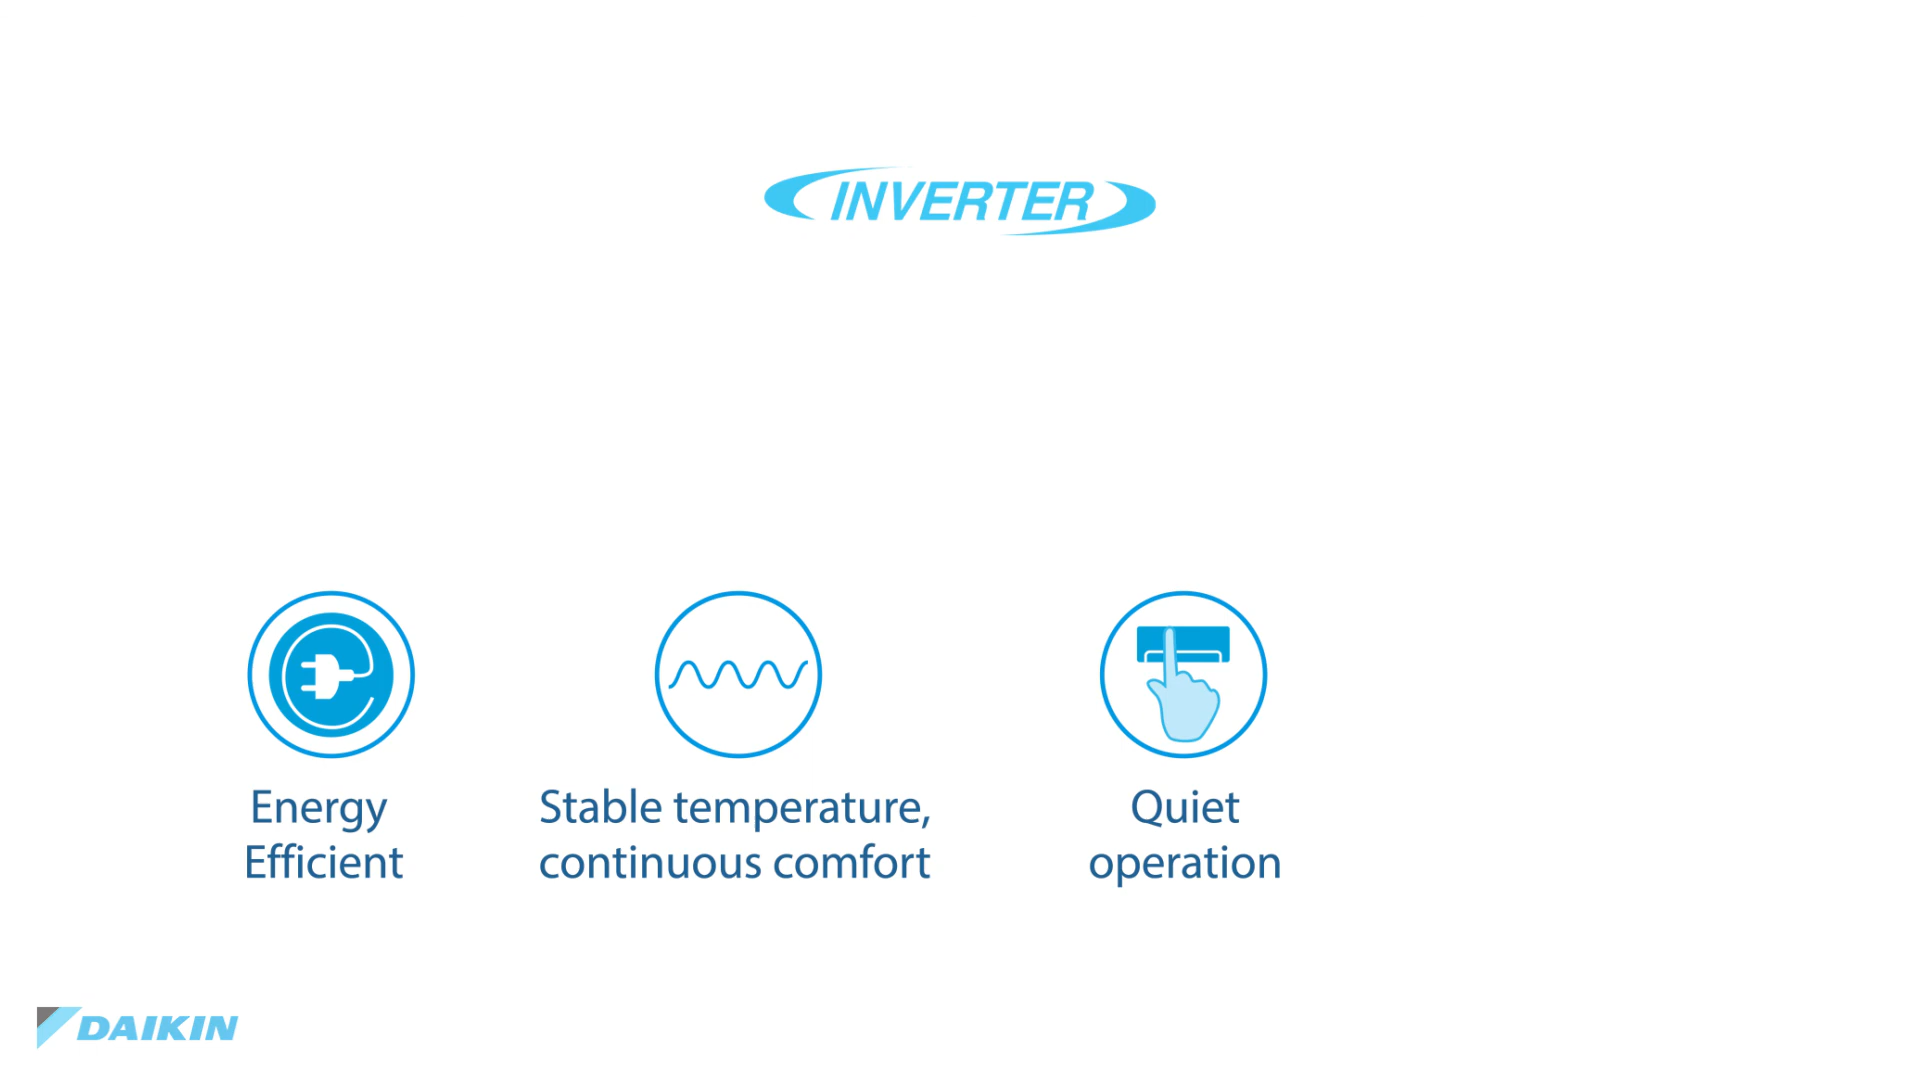 INVERTER
Energy
Efficient
Stable temperature,
continuous comfort
Quiet
operation
DAIKIN